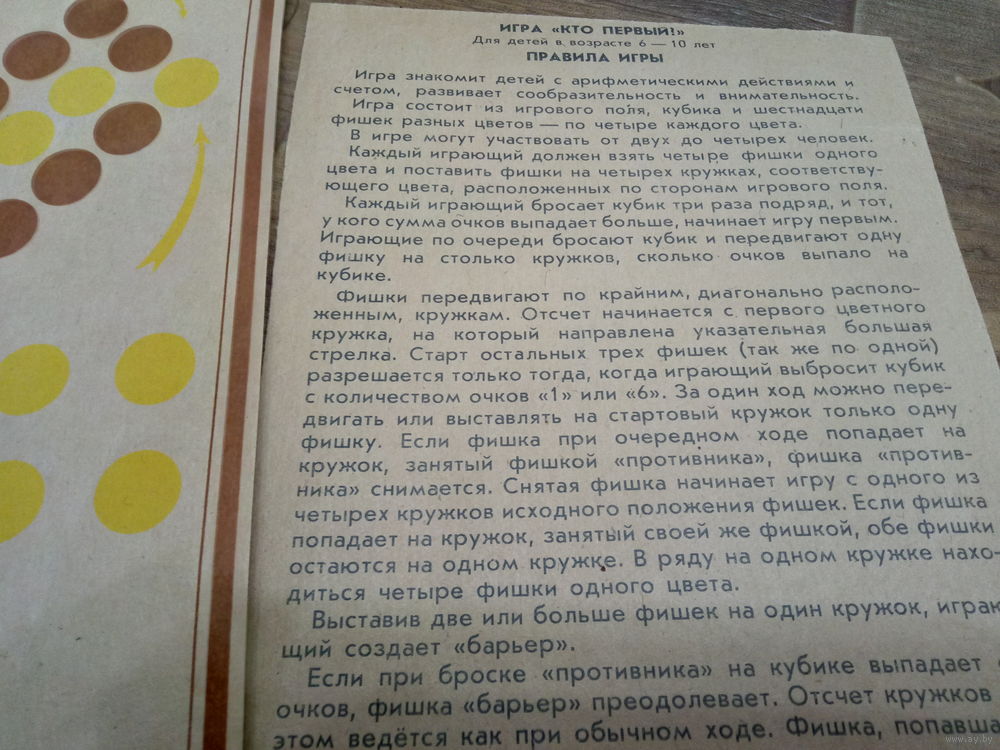 ИГРА «КТО ПЕРВЫЙ?»
Для детей в возрасте 6 — 10 лет
ПРАВИЛА ИГРЫ
Игра знакомит детей с арифметическими действиями и
счетом, развивает сообразительность и внимательность.
Игра состоит из игрового поля, кубика и шестнадцати
фишек разных цветов — по четыре каждого цвета.
В игре могут участвовать от двух до четырех человек.
Каждый играющий должен взять четыре фишки одного
цвета и поставить фишки на четырех кружках, соответству-
ющего цвета, расположенных по сторонам игрового поля.
Каждый играющий бросает кубик три раза подряд, и тот,
у кого сумма очков выпадает больше, начинает игру первым.
Играющие по очереди бросают кубик и передвигают одну
фишку на столько кружков, сколько очков выпало на
кубике.
Фишки передвигают по крайним, диагонально располо-
женным, кружкам. Отсчет начинается с первого цветного
кружка, на который направлена указательная большая
стрелка. Старт остальных трех фишек (так же по одной)
разрешается только тогда, когда играющий выбросит кубик
с количеством очков «1» или «6». За один ход можно пере-
двигать или выставлять на стартовый кружок только одну
фишку. Если фишка при очередном ходе попадает на
кружок, занятый фишкой «противника», фишка «против-
ника» снимается. Снятая фишка начинает игру с одного из
четырех кружков исходного положения фишек. Если фишка
попадает на кружок, занятый своей же фишкой, обе фишки
остаются на одном кружке. В ряду на одном кружке нахо-
диться четыре фишки одного цвета.
Выставив две или больше фишек на один кружок, играю
щий создает «барьер».
Если при броске «противника» на кубике выпадает
очков, фишка «барьер» преодолевает. Отсчет кружков
этом ведётся как при обычном ходе. Фишка, попавша
www.ay.by